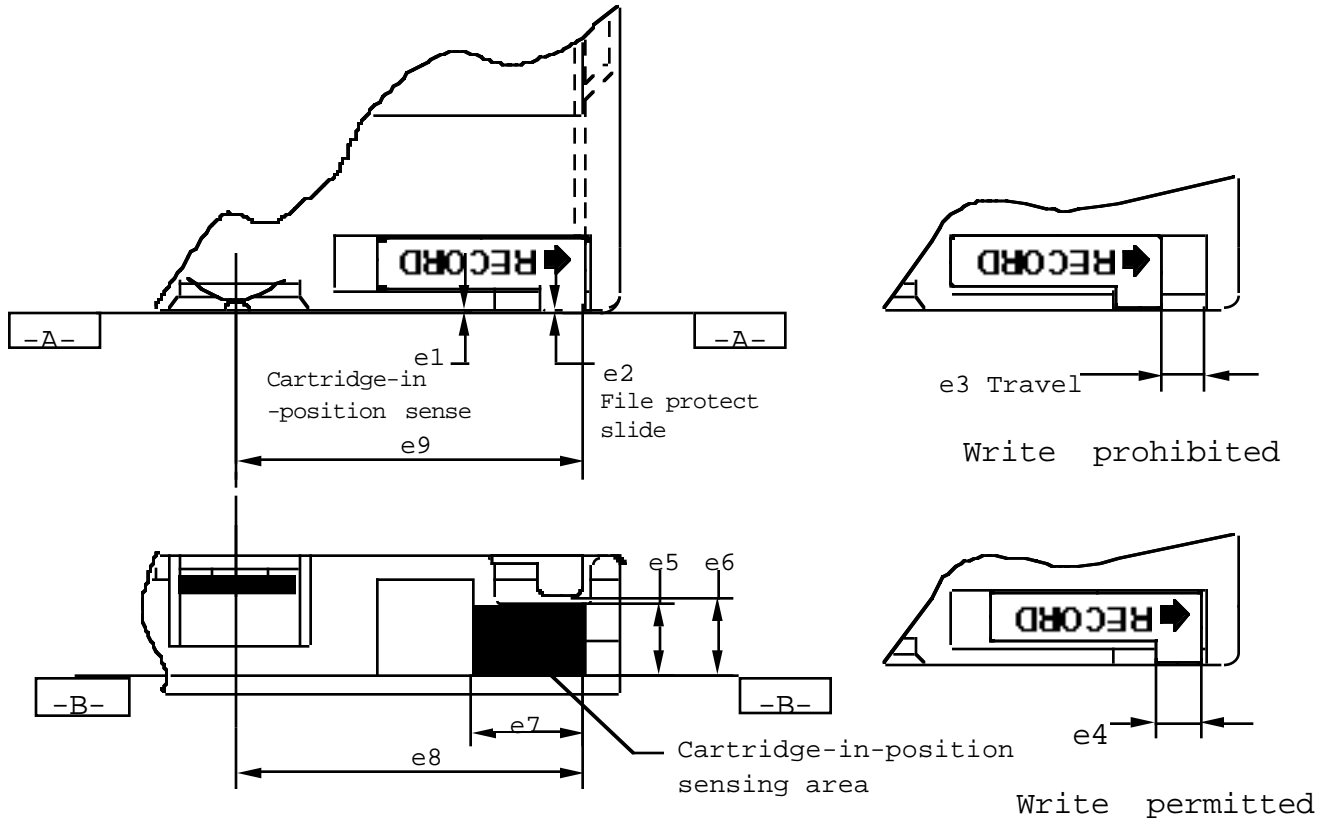 RECORD
RECORD
-A-
-A-
e1
Cartridge-in
-position sense
e2
File protect
slide
e3 Travel
e9
Write prohibited
e5
e6
RECORD
-B-
-B-
e7
e8
Cartridge-in-position
sensing area
e4
Write permitted